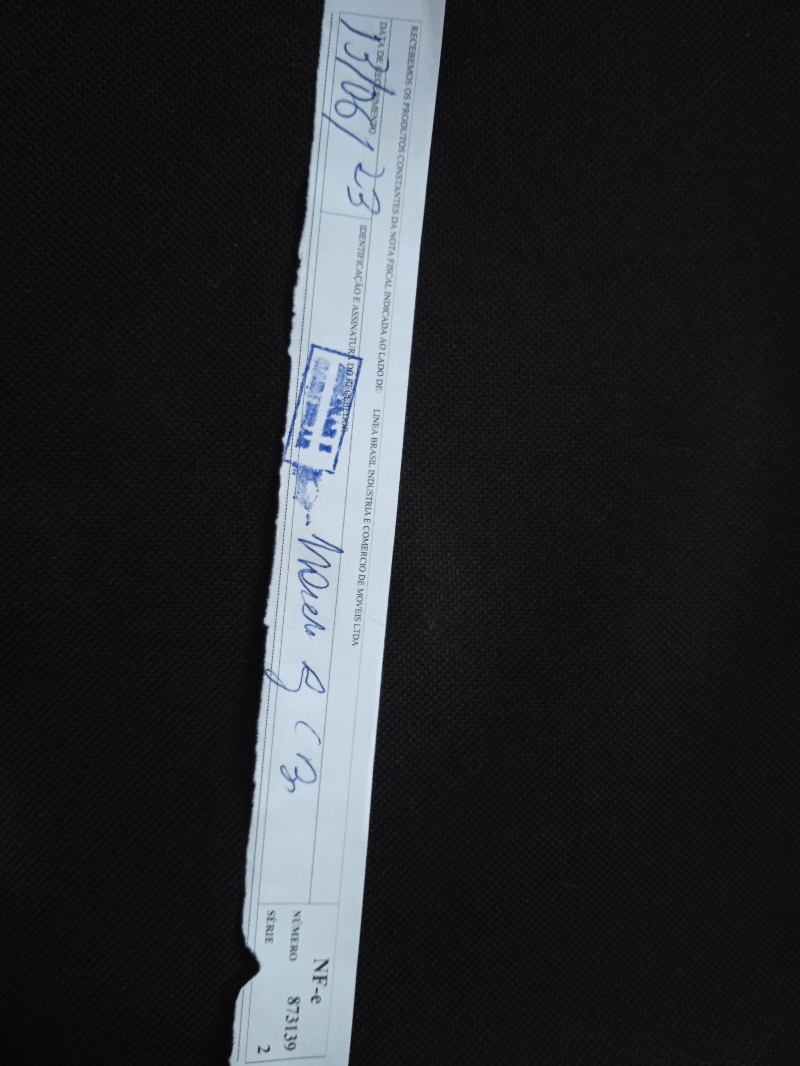 RECEBEMOS OS PRODUTOS CONSTANTES DA NOTA FISCAL INDICADA AO LADO DE: LINEA BRASIL INDUSTRIA E COMERCIO DE MOVEIS LTDA
DATA DE RECEBIMENTO
IDENTIFICAÇÃO E ASSINATURA DO RECEBEDOR
13/06/23
NF-e
NÚMERO 873139
SÉRIE 2